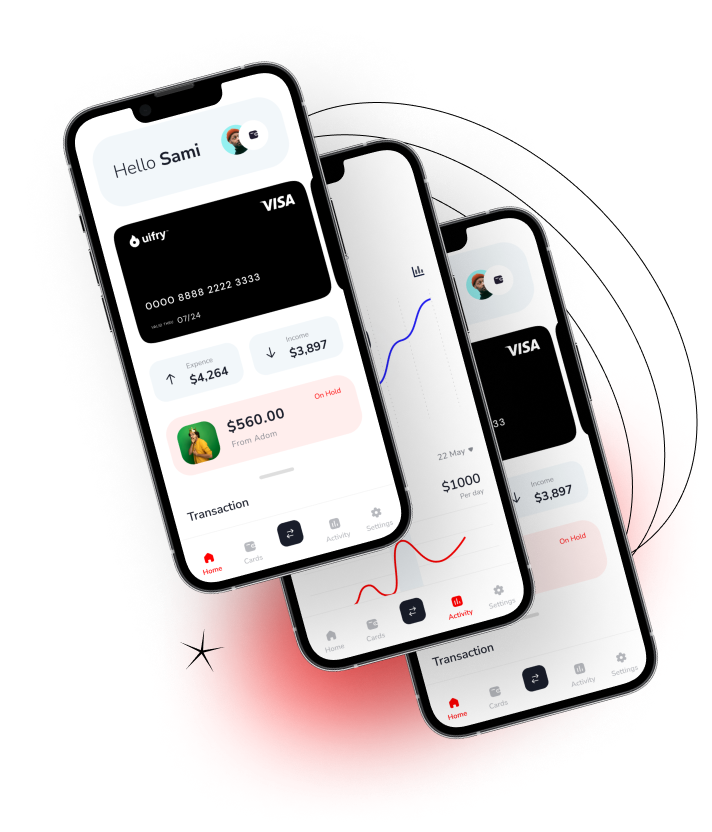 Hello Sami
uifry
VISA
0000 8888 2222 3333
VALID THRU 07/24
Expence
$4,264
Income
$3,897
$560.00
From Adom
On Hold
Transaction
Home
Cards
Activity
Settings
22 May
$1000
Per day
Home
Cards
Activity
Settings
VISA
33
Income
$3,897
On Hold
Transaction
Home
Cards
Activity
Settings